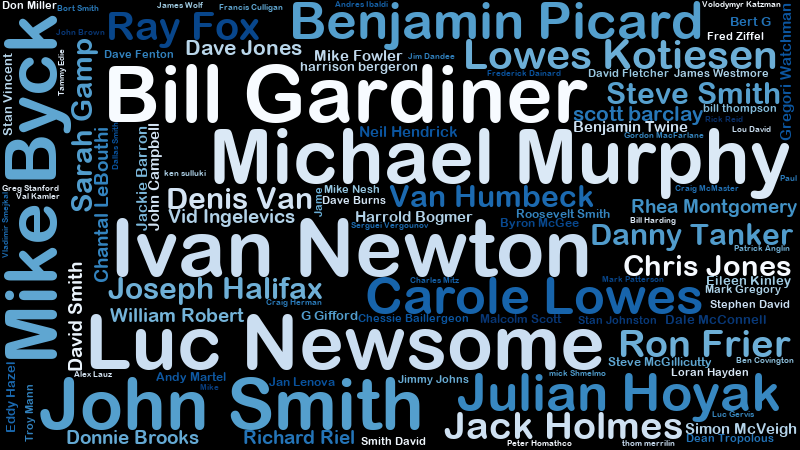 Don Miller
Bort Smith
James Wolf
Francis Culligan
Andres Ibaldi
Volodymyr Katzman
John Brown
Ray Fox
Benjamin Picard
Bert G
Fred Ziffel
Stan Vincent
Mike Byck
Tammy Edie
Sarah Gamp
Dave Fenton
Dave Jones
Mike Fowler
Jim Dandee
Lowes Kotiesen
Gregori Watchman
harrison bergeron
Frederick Dainard
David Fletcher
James Westmore
Bill Gardiner
Steve Smith
bill thompson
scott barclay
Rick Reid
Dallas Smith
Jackie Barron
John Campbell
Neil Hendrick
Benjamin Twine
Lou David
Gordon MacFarlane
Michael Murphy
Chantal LeBouthi
ken sulluki
Paul
Greg Stanford
Val Kamler
Denis Van
Jame
Mike Nesh
Dave Burns
Van Humbeck
Craig McMaster
Rhea Montgomery
Vladimir Smejkal
Vid Ingelevics
Harrold Bogmer
Roosevelt Smith
Bill Harding
Serguei Vergounov
Byron McGee
Ivan Newton
Danny Tanker
Patrick Anglin
David Smith
Chris Jones
Joseph Halifax
Charles Mitz
Mark Patterson
Eileen Kinley
Mark Gregory
Craig Herman
Carole Lowes
Stephen David
William Robert
G Gifford
Chessie Baillergeon
Malcolm Scott
Stan Johnston
Dale McConnell
Luc Newsome
Ron Frier
Steve McGillicutty
Ben Covington
Eddy Hazel
Alex Lauz
Andy Martel
Mike
Jan Lenova
Jimmy Johns
mick Shmelmo
Loran Hayden
Troy Mann
John Smith
Julian Hoyak
Luc Gervis
Jack Holmes
Simon McVeigh
Donnie Brooks
Richard Riel
Smith David
Peter Homathco
thom merrilin
Dean Tropolous